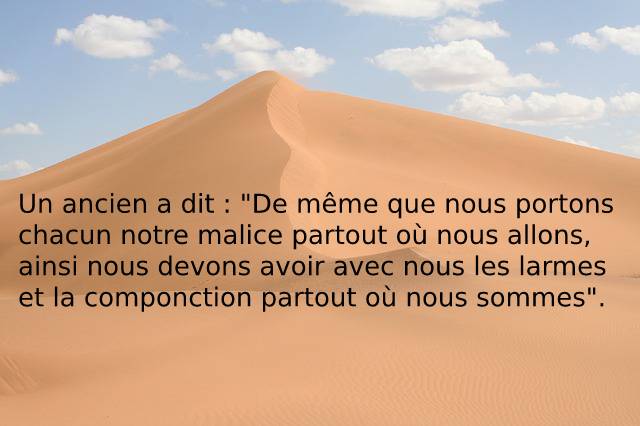 Un ancien a dit : "De même que nous portons
chacun notre malice partout où nous allons,
ainsi nous devons avoir avec nous les larmes
et la componction partout où nous sommes".